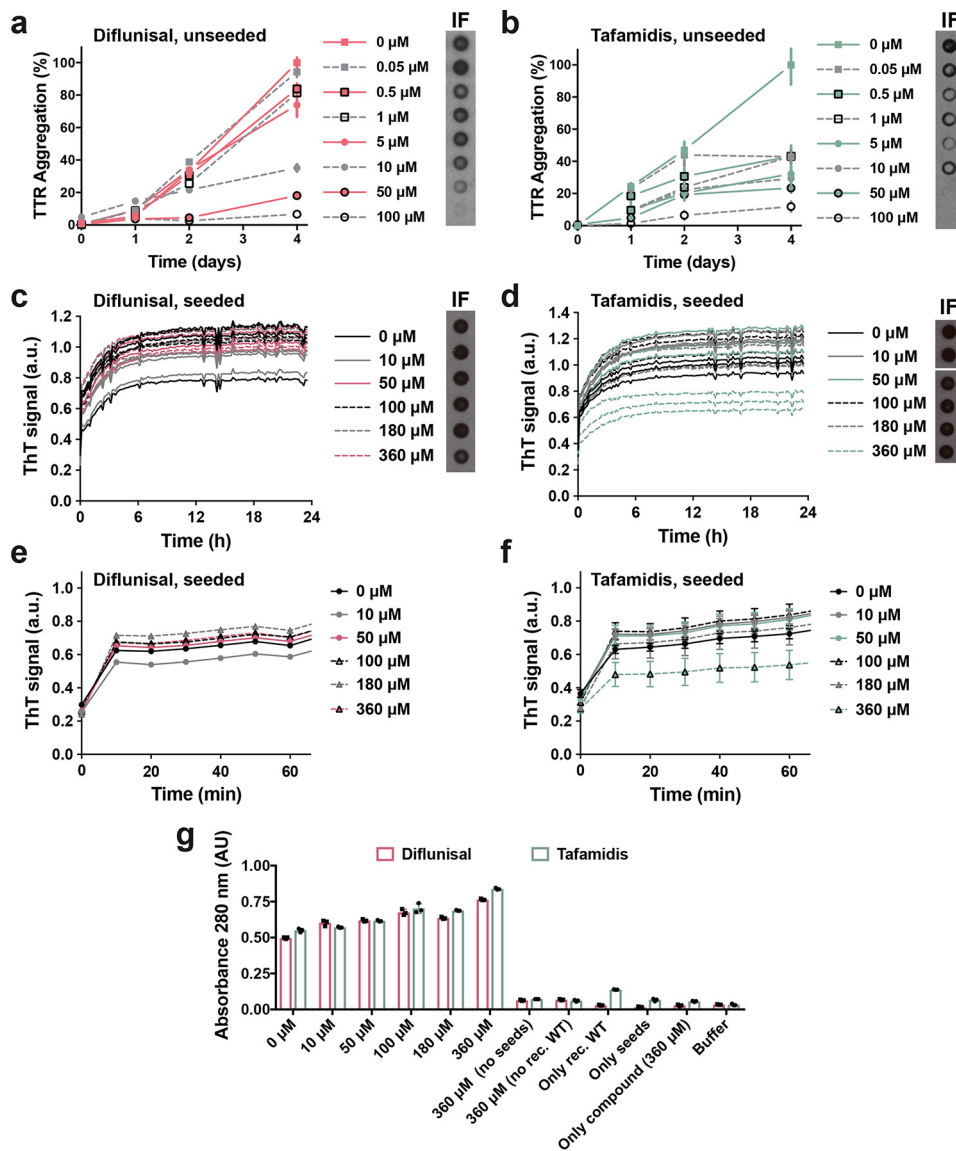 a
Diflunisal, unseeded
IF
TTR Aggregation (%)
100
80
60
40
20
0
0 1 2 3 4
Time (days)
0 µM
0.05 µM
0.5 µM
1 µM
5 µM
10 µM
50 µM
100 µM
b
Tafamidis, unseeded
IF
TTR Aggregation (%)
100
80
60
40
20
0
0 1 2 3 4
Time (days)
0 µM
0.05 µM
0.5 µM
1 µM
5 µM
10 µM
50 µM
100 µM
c
Diflunisal, seeded
IF
ThT signal (a.u.)
1.2
1.0
0.8
0.6
0.4
0.2
0.0
0 6 12 18 24
Time (h)
0 µM
10 µM
50 µM
100 µM
180 µM
360 µM
d
Tafamidis, seeded
IF
ThT signal (a.u.)
1.4
1.2
1.0
0.8
0.6
0.4
0.2
0.0
0 6 12 18 24
Time (h)
0 µM
10 µM
50 µM
100 µM
180 µM
360 µM
e
Diflunisal, seeded
ThT signal (a.u.)
1.0
0.8
0.6
0.4
0.2
0.0
0 20 40 60
Time (min)
0 µM
10 µM
50 µM
100 µM
180 µM
360 µM
f
Tafamidis, seeded
ThT signal (a.u.)
1.0
0.8
0.6
0.4
0.2
0.0
0 20 40 60
Time (min)
0 µM
10 µM
50 µM
100 µM
180 µM
360 µM
g
Diflunisal Tafamidis
Absorbance 280 nm (AU)
1.00
0.75
0.50
0.25
0.00
0 µM
10 µM
50 µM
100 µM
180 µM
360 µM
360 µM (no seeds)
360 µM (no rec. WT)
Only rec. WT
Only seeds
Only compound (360 µM)
Buffer